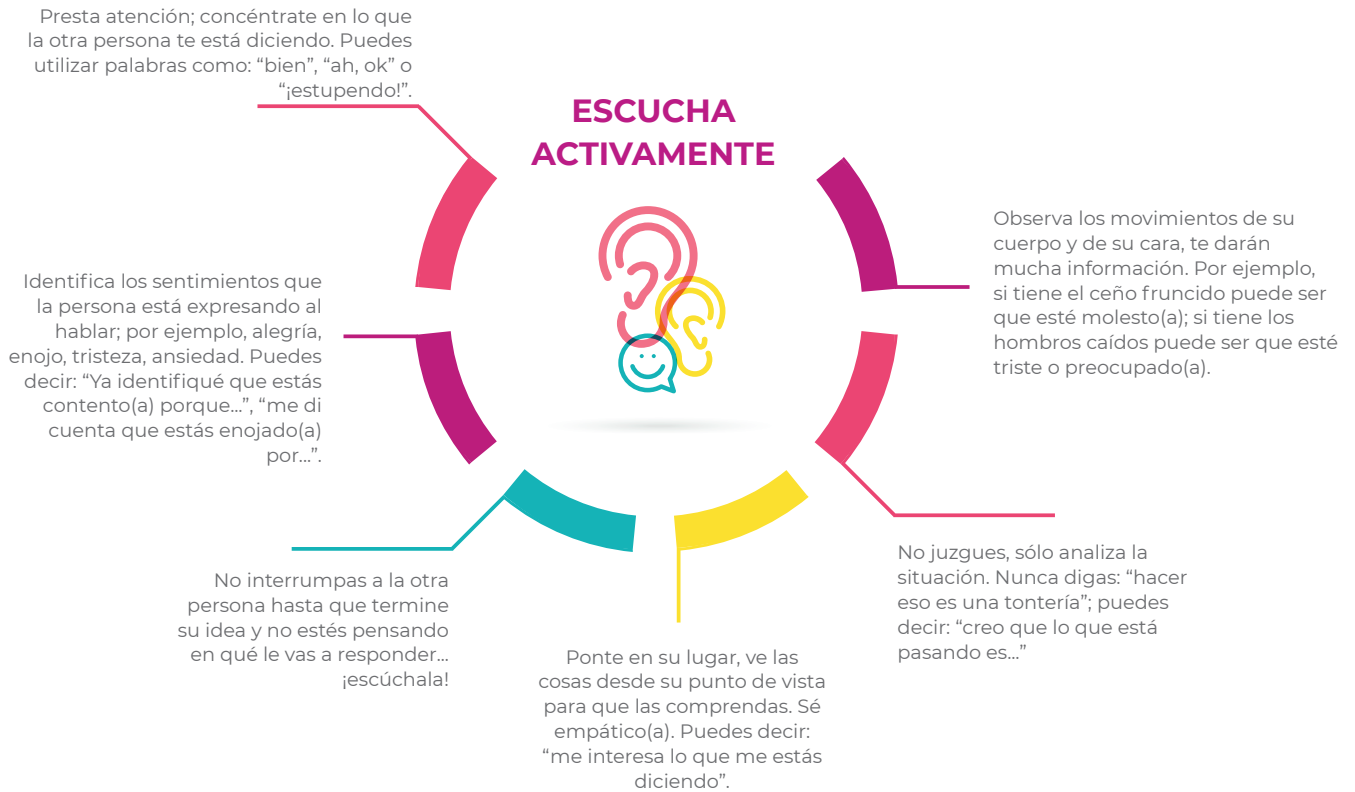 Presta atención; concéntrate en lo que
la otra persona te está diciendo. Puedes
utilizar palabras como: “bien”, “ah, ok” o
“¡estupendo!”.
ESCUCHA
ACTIVAMENTE
Observa los movimientos de su
cuerpo y de su cara, te darán
mucha información. Por ejemplo,
si tiene el ceño fruncido puede ser
que esté molesto(a); si tiene los
hombros caídos puede ser que esté
triste o preocupado(a).
Identifica los sentimientos que
la persona está expresando al
hablar; por ejemplo, alegría,
enojo, tristeza, ansiedad. Puedes
decir: “Ya identifiqué que estás
contento(a) porque...”, “me di
cuenta que estás enojado(a)
por...”.
No juzgues, sólo analiza la
situación. Nunca digas: “hacer
eso es una tontería”; puedes
decir: “creo que lo que está
pasando es...”
No interrumpas a la otra
persona hasta que termine
su idea y no estés pensando
en qué le vas a responder...
¡escúchala!
Ponte en su lugar, ve las
cosas desde su punto de vista
para que las comprendas. Sé
empático(a). Puedes decir:
“me interesa lo que me estás
diciendo”.